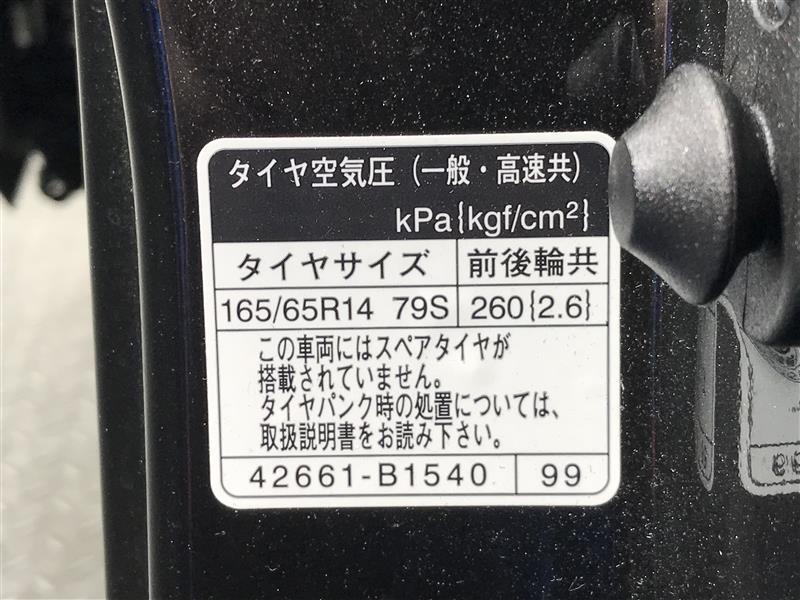 タイヤ空気圧（一般・高速共）
kPa{kgf/cm²}
タイヤサイズ 前後輪共
165/65R14 79S 260{2.6}
この車両にはスペアタイヤが
搭載されていません。
タイヤパンク時の処置については、
取扱説明書をお読み下さい。
42661-B1540 99